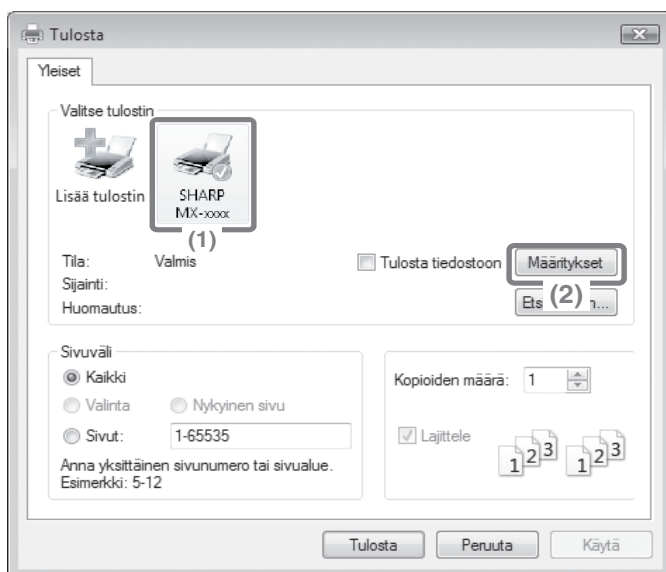 Tulosta
Yleiset
Valitse tulostin
Lisää tulostin
SHARP
MX-xxxx
(1)
Tila: Valmis
Tulosta tiedostoon
Määritykset
Sijainti:
(2)
Huomautus:
Sivuväli
Kaikki
Kopioiden määrä: 1
Valinta Nykyinen sivu
Sivut: 1-65535
Lajittele
1 2 3 1 2 3
Anna yksittäinen sivunumero tai sivualue.
Esimerkki: 5-12
Tulosta Peruuta Käytä